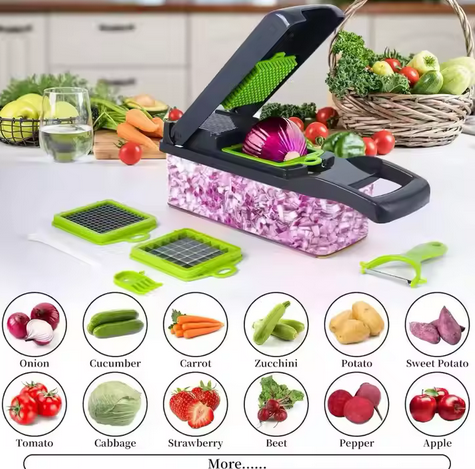 Onion Cucumber Carrot Zucchini Potato Sweet Potato
Tomato Cabbage Strawberry Beet Pepper Apple
More......